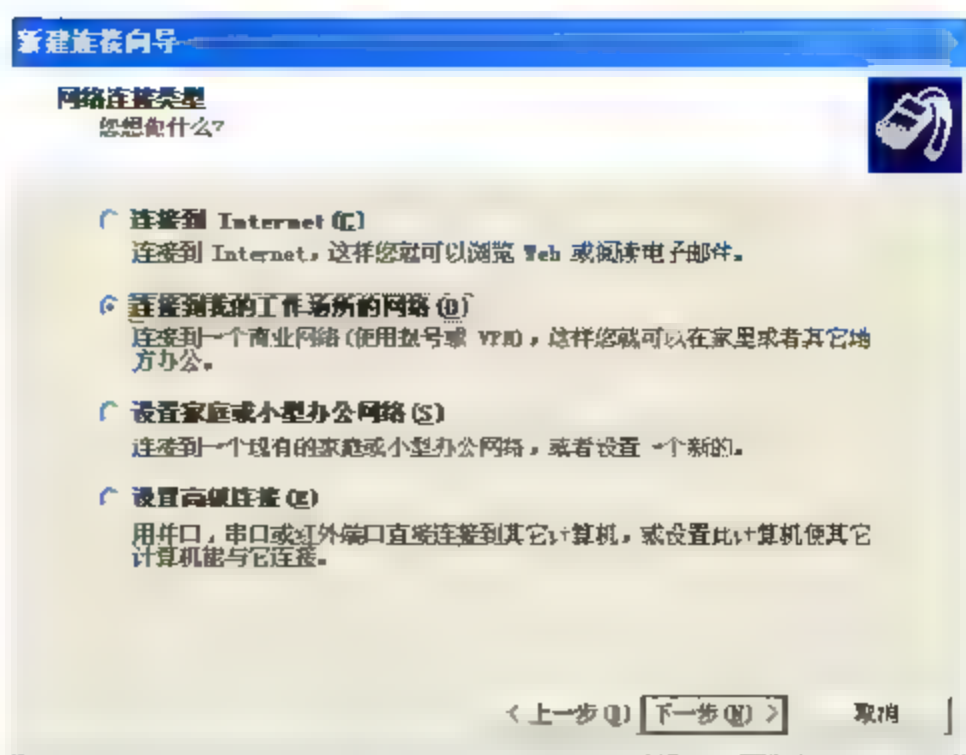 新建连接向导
网络连接类型
您想做什么?
连接到 Internet(C)
连接到 Internet，这样您就可以浏览 Web 或阅读电子邮件。
连接到我的工作场所的网络(O)
连接到一个商业网络(使用拨号或 VPN)，这样您就可以在家里或者其它地
方办公。
设置家庭或小型办公网络(S)
连接到一个现有的家庭或小型办公网络，或者设置一个新的。
设置高级连接(E)
用并口，串口或红外端口直接连接到其它计算机，或设置此计算机使其它
计算机能与它连接。
< 上一步(B) 下一步(N) > 取消